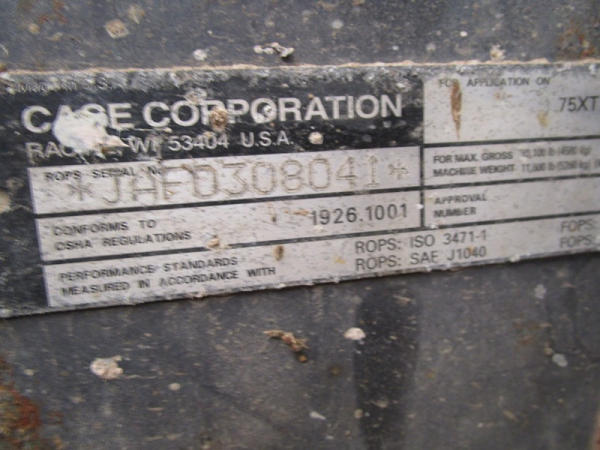 CASE CORPORATION
RACINE WI 53404 U.S.A.
ROPS SERIAL No.
*JAF0308041*
CONFORMS TO
OSHA REGULATIONS
1926.1001
PERFORMANCE STANDARDS
MEASURED IN ACCORDANCE WITH
ROPS: ISO 3471-1
ROPS: SAE J1040
FOPS
FOPS
FOR APPLICATION ON
75XT
FOR MAX. GROSS
MACHINE WEIGHT
APPROVAL
NUMBER